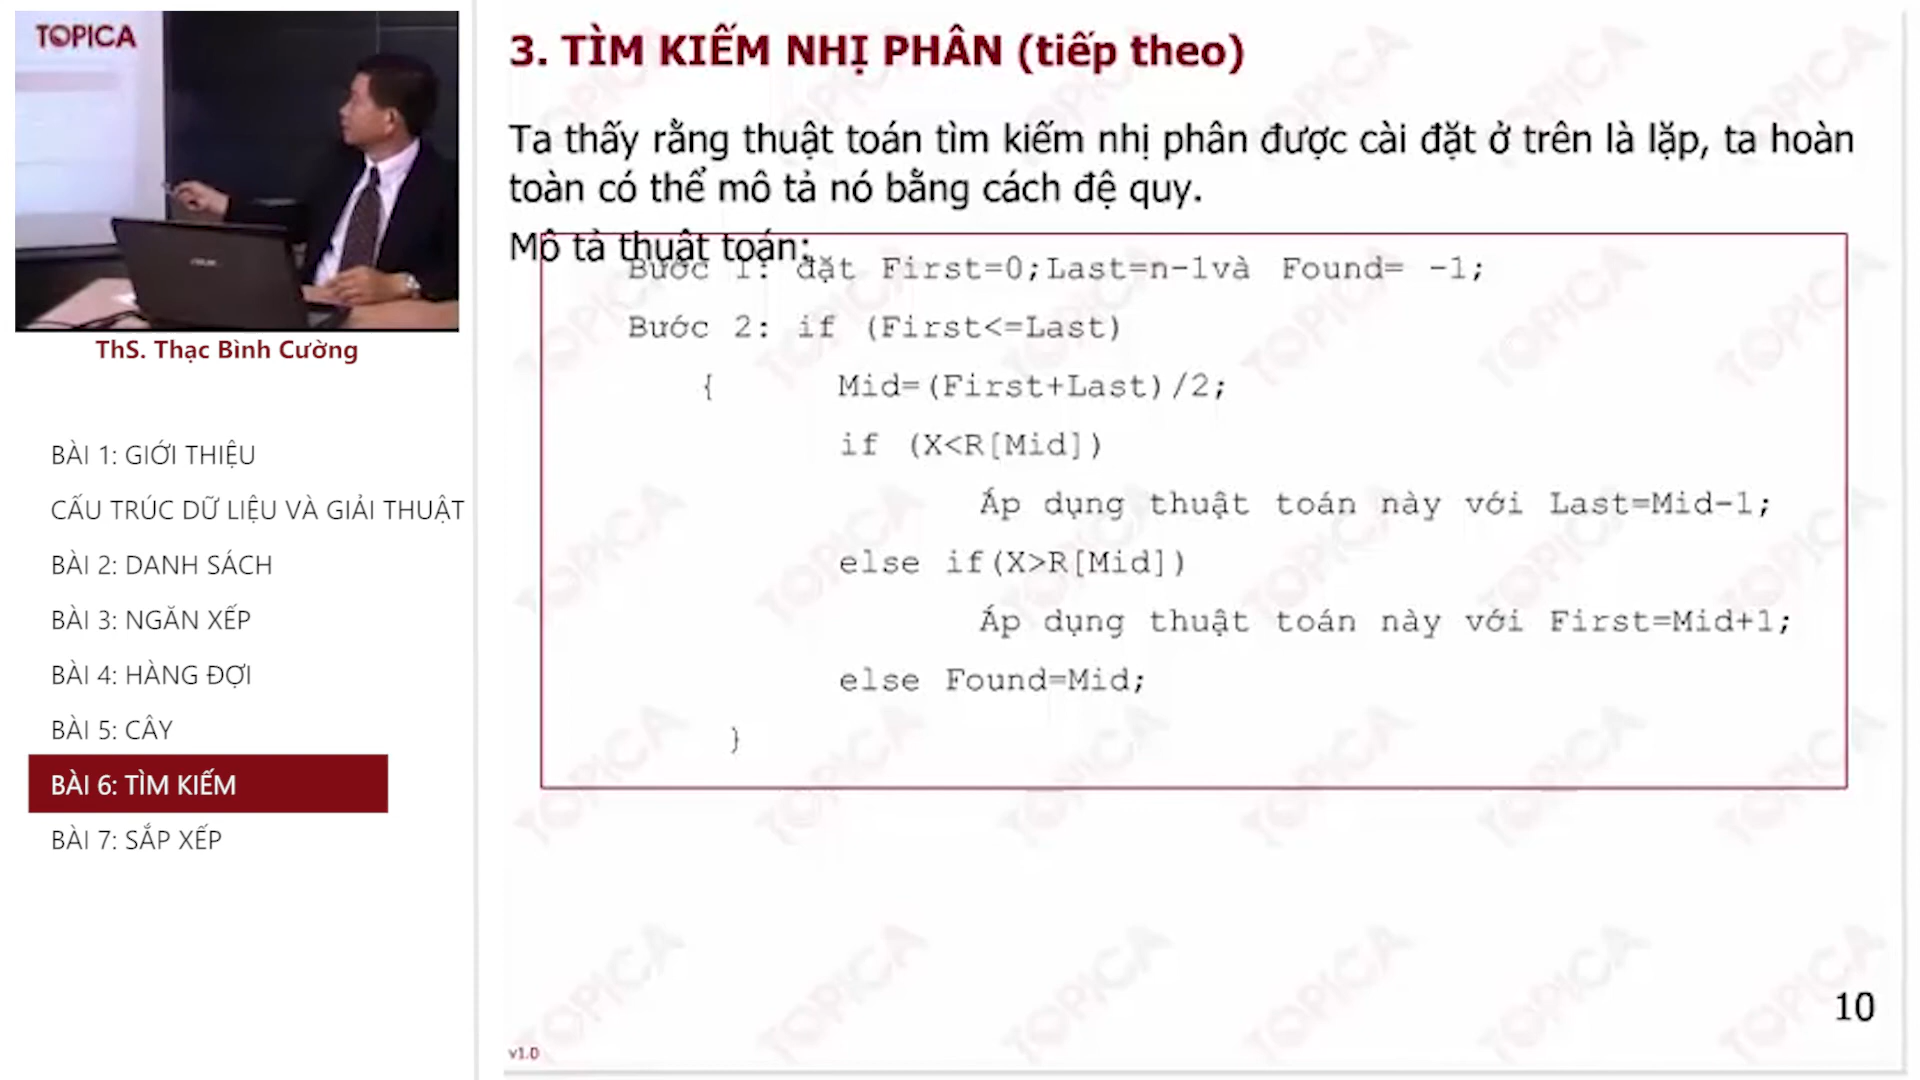 TOPICA
ThS. Thạc Bình Cường
BÀI 1: GIỚI THIỆU
CẤU TRÚC DỮ LIỆU VÀ GIẢI THUẬT
BÀI 2: DANH SÁCH
BÀI 3: NGĂN XẾP
BÀI 4: HÀNG ĐỢI
BÀI 5: CÂY
BÀI 6: TÌM KIẾM
BÀI 7: SẮP XẾP
3. TÌM KIẾM NHỊ PHÂN (tiếp theo)
Ta thấy rằng thuật toán tìm kiếm nhị phân được cài đặt ở trên là lặp, ta hoàn
toàn có thể mô tả nó bằng cách đệ quy.
Mô tả thuật toán:
Bước 1: đặt First=0;Last=n-1và Found= -1;
Bước 2: if (First<=Last)
{ Mid=(First+Last)/2;
if (X<R[Mid])
Áp dụng thuật toán này với Last=Mid-1;
else if(X>R[Mid])
Áp dụng thuật toán này với First=Mid+1;
else Found=Mid;
}
10
v1.0